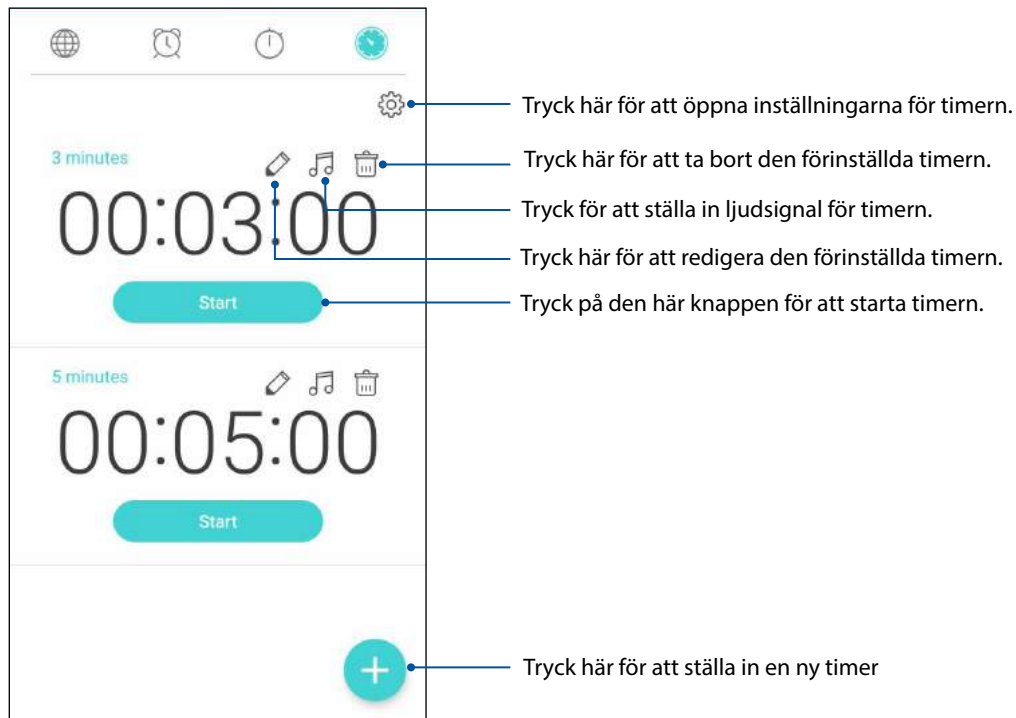 Tryck här för att öppna inställningarna för timern.
3 minutes
Tryck här för att ta bort den förinställda timern.
00:03:00
Tryck för att ställa in ljudsignal för timern.
Tryck här för att redigera den förinställda timern.
Start
Tryck på den här knappen för att starta timern.
5 minutes
00:05:00
Start
Tryck här för att ställa in en ny timer